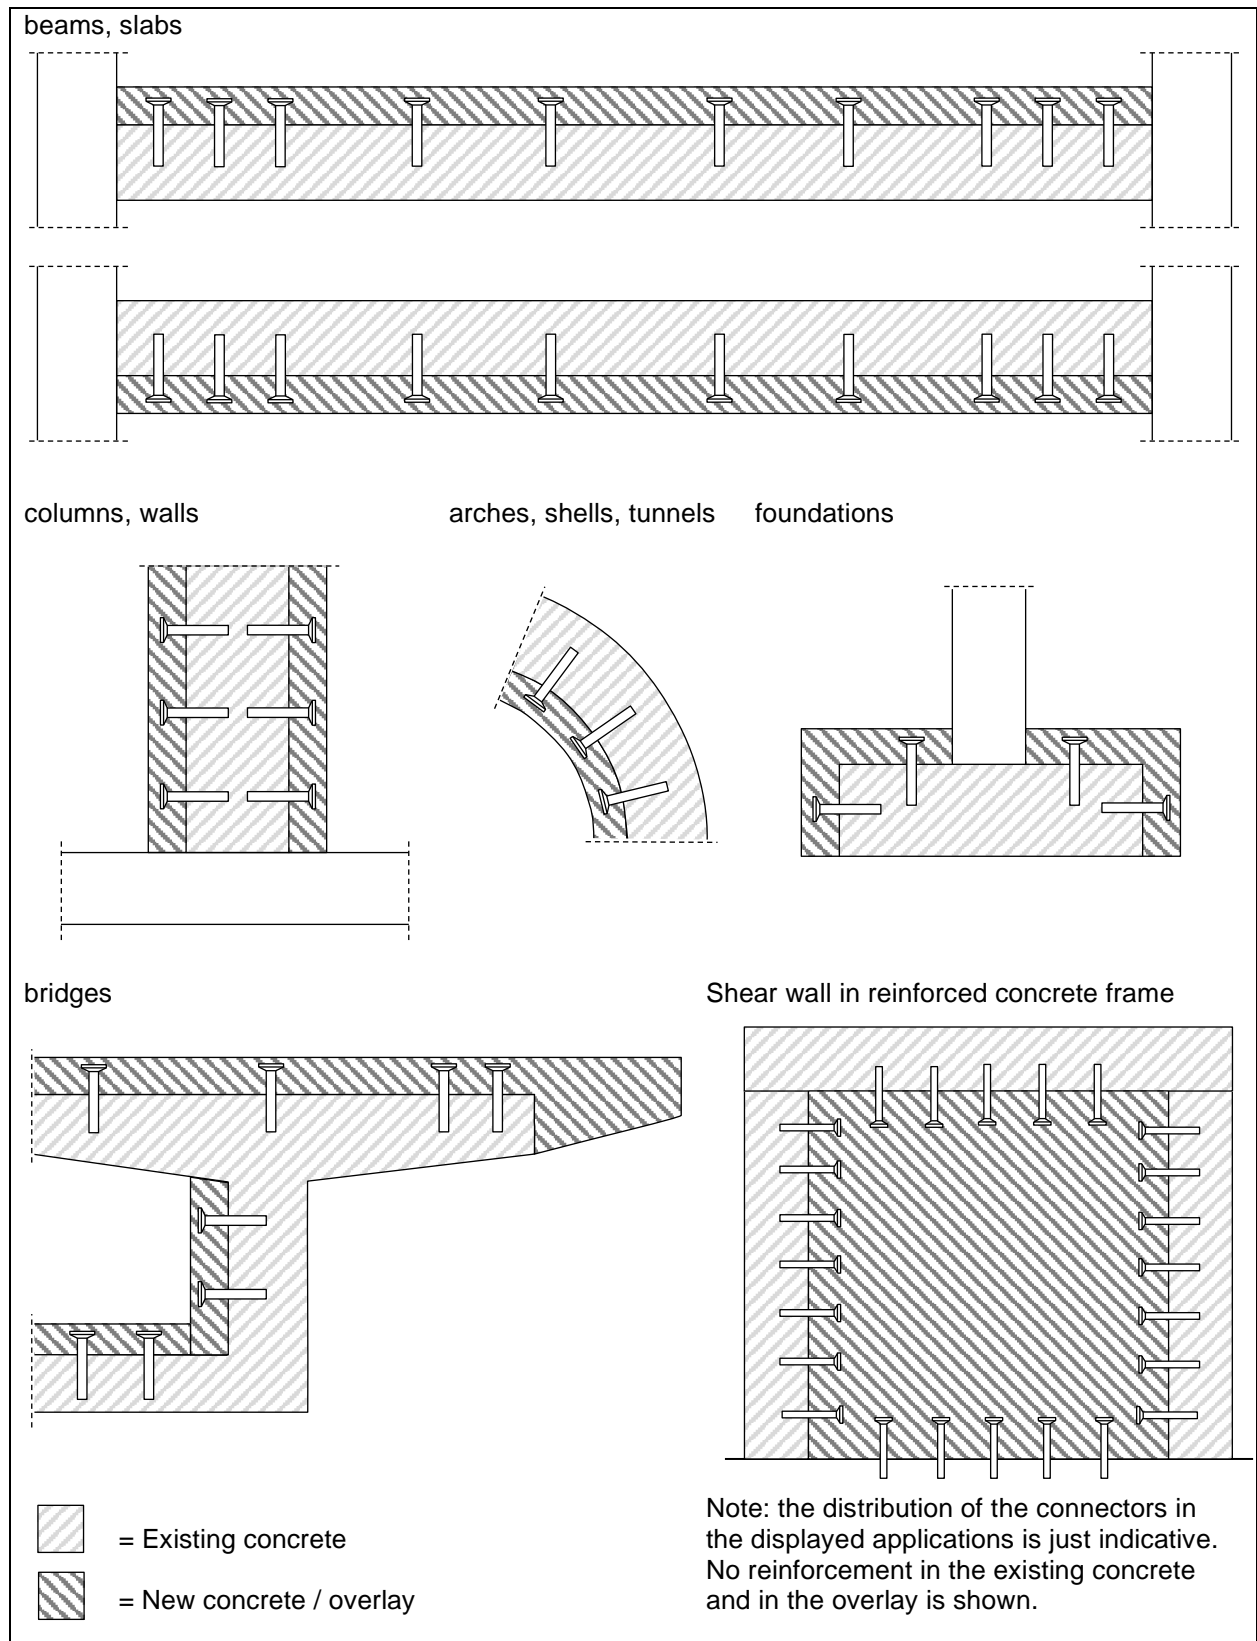 beams, slabs
columns, walls
arches, shells, tunnels
foundations
bridges
Shear wall in reinforced concrete frame
= Existing concrete
= New concrete / overlay
Note: the distribution of the connectors in
the displayed applications is just indicative.
No reinforcement in the existing concrete
and in the overlay is shown.